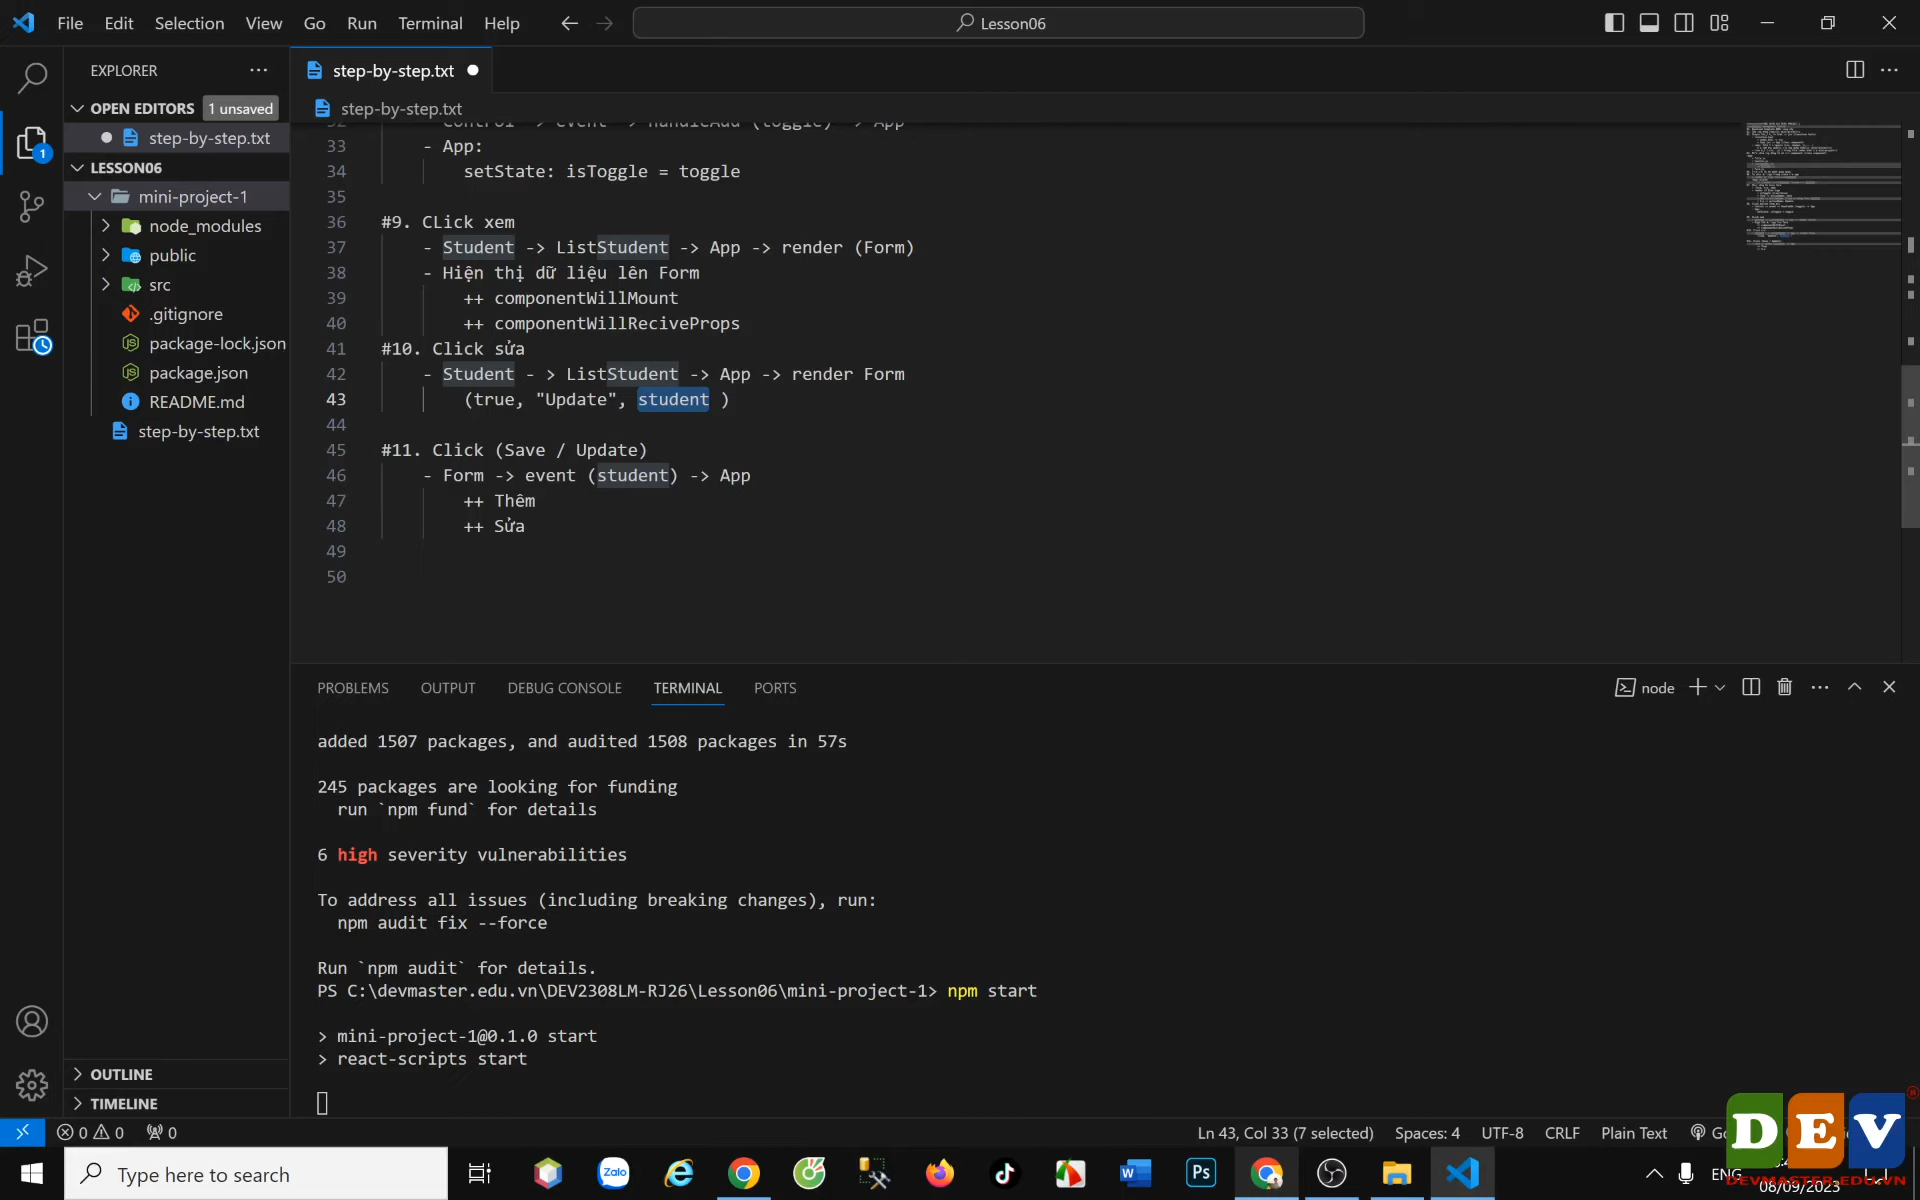 File Edit Selection View Go Run Terminal Help
Lesson06
EXPLORER
step-by-step.txt
OPEN EDITORS 1 unsaved
step-by-step.txt
step-by-step.txt
LESSON06
mini-project-1
node_modules
public
src
.gitignore
package-lock.json
package.json
README.md
step-by-step.txt
OUTLINE
TIMELINE
33 - App:
34 setState: isToggle = toggle
35
36 #9. CLick xem
37 - Student -> ListStudent -> App -> render (Form)
38 - Hiện thị dữ liệu lên Form
39 ++ componentWillMount
40 ++ componentWillReciveProps
41 #10. Click sửa
42 - Student - > ListStudent -> App -> render Form
43 (true, "Update", student )
44
45 #11. Click (Save / Update)
46 - Form -> event (student) -> App
47 ++ Thêm
48 ++ Sửa
49
50
PROBLEMS OUTPUT DEBUG CONSOLE TERMINAL PORTS
node
added 1507 packages, and audited 1508 packages in 57s
245 packages are looking for funding
run `npm fund` for details
6 high severity vulnerabilities
To address all issues (including breaking changes), run:
npm audit fix --force
Run `npm audit` for details.
PS C:\devmaster.edu.vn\DEV2308LM-RJ26\Lesson06\mini-project-1> npm start
> mini-project-1@0.1.0 start
> react-scripts start
0 0 0
Ln 43, Col 33 (7 selected) Spaces: 4 UTF-8 CRLF Plain Text
Type here to search
Zalo
Ps
ENG
08/09/2023
DEV
DEVMASTER.EDU.VN